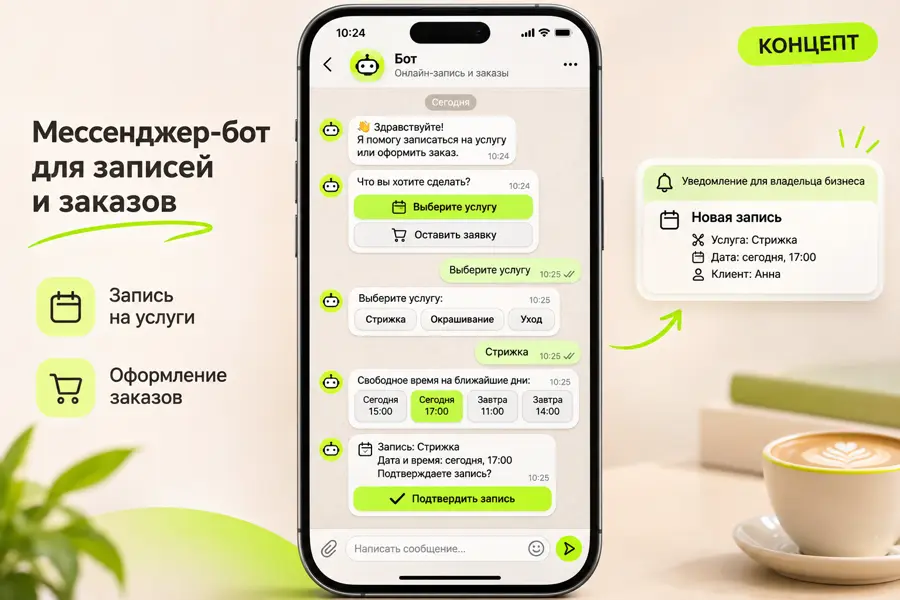 Мессенджер-бот
для записей
и заказов
Запись
на услуги
Оформление
заказов
10:24
Бот
Онлайн-запись и заказы
Сегодня
👋 Здравствуйте!
Я помогу записаться на услугу
или оформить заказ.
10:24
Что вы хотите сделать?
10:24
Выберите услугу
Оставить заявку
Выберите услугу
10:25
Выберите услугу:
10:25
Стрижка
Окрашивание
Уход
Стрижка
10:25
Свободное время на ближайшие дни:
10:25
Сегодня
15:00
Сегодня
17:00
Завтра
11:00
Завтра
14:00
Запись: Стрижка
Дата и время: сегодня, 17:00
Подтверждаете запись?
10:25
Подтвердить запись
Написать сообщение...
КОНЦЕПТ
Уведомление для владельца бизнеса
Новая запись
Услуга: Стрижка
Дата: сегодня, 17:00
Клиент: Анна